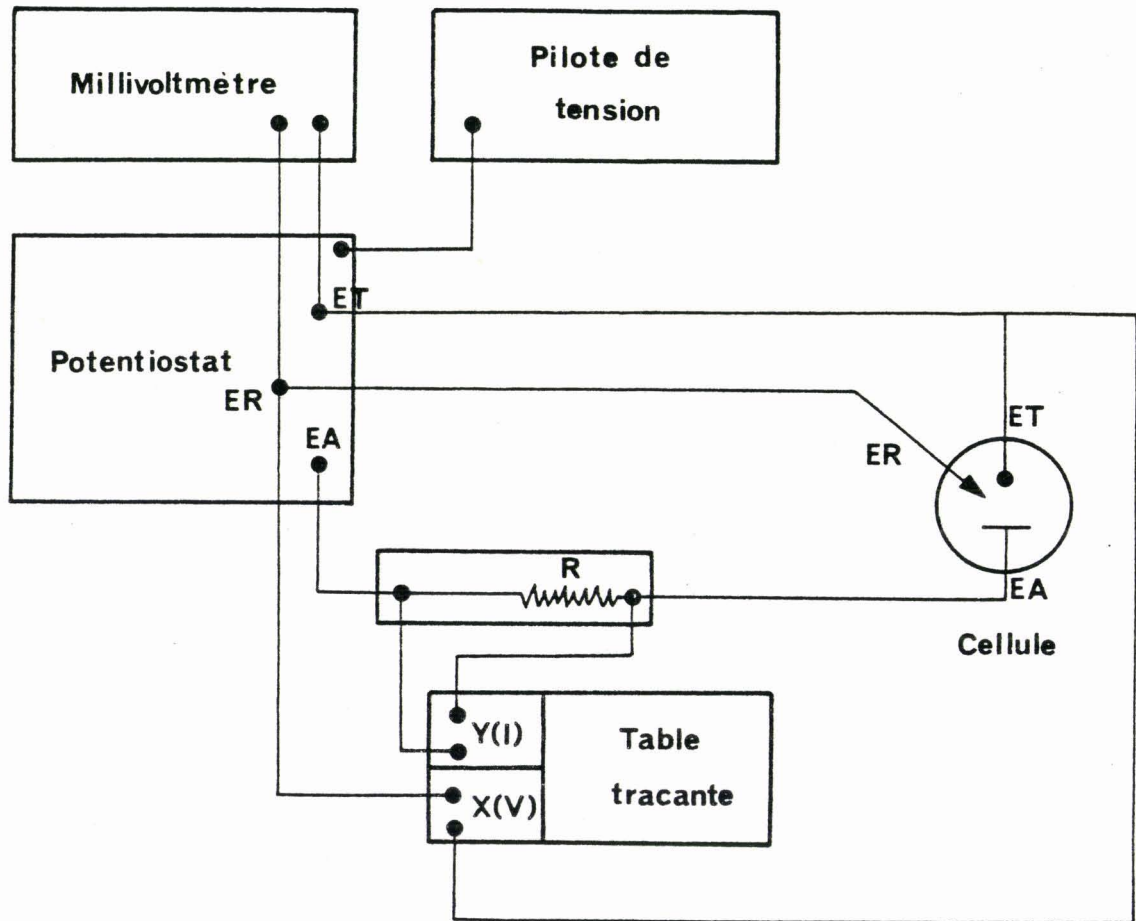 Millivoltmètre
Pilote de
tension
ET
Potentiostat
ER
EA
ET
ER
EA
Cellule
R
Y(I)
X(V)
Table
tracante